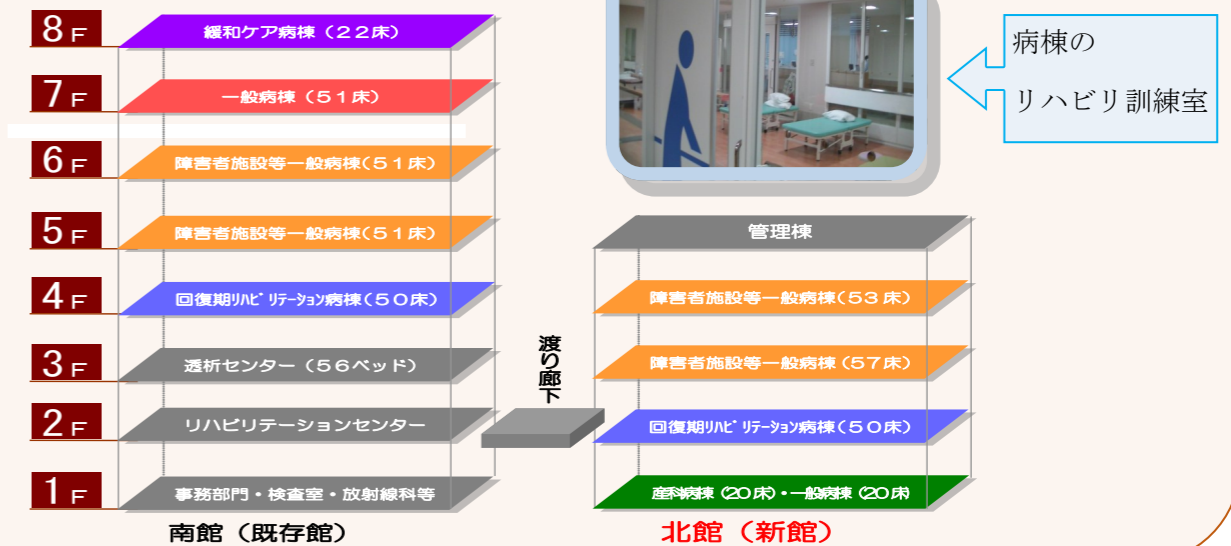 8F
緩和ケア病棟（22床）
7F
一般病棟（51床）
6F
障害者施設等一般病棟（51床）
5F
障害者施設等一般病棟（51床）
4F
回復期リハビリテーション病棟（50床）
3F
透析センター（56ベッド）
2F
リハビリテーションセンター
1F
事務部門・検査室・放射線科等
南館（既存館）
渡り廊下
病棟の
リハビリ訓練室
管理棟
障害者施設等一般病棟（53床）
障害者施設等一般病棟（57床）
回復期リハビリテーション病棟（50床）
産科病棟（20床）・一般病棟（20床）
北館（新館）